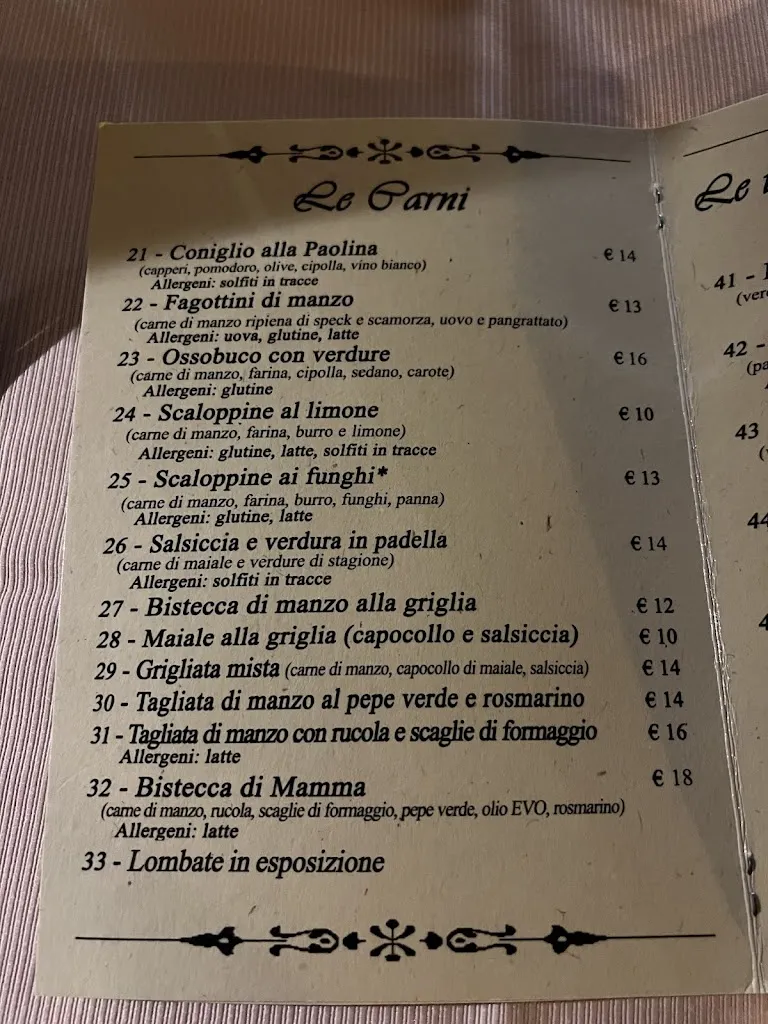 Le Carni
21 - Coniglio alla Paolina € 14
(capperi, pomodoro, olive, cipolla, vino bianco)
Allergeni: solfiti in tracce
22 - Fagottini di manzo € 13
(carne di manzo ripiena di speck e scamorza, uovo e pangrattato)
Allergeni: uova, glutine, latte
23 - Ossobuco con verdure € 16
(carne di manzo, farina, cipolla, sedano, carote)
Allergeni: glutine
24 - Scaloppine al limone € 10
(carne di manzo, farina, burro e limone)
Allergeni: glutine, latte, solfiti in tracce
25 - Scaloppine ai funghi* € 13
(carne di manzo, farina, burro, funghi, panna)
Allergeni: glutine, latte
26 - Salsiccia e verdura in padella € 14
(carne di maiale e verdure di stagione)
Allergeni: solfiti in tracce
27 - Bistecca di manzo alla griglia € 12
28 - Maiale alla griglia (capocollo e salsiccia) € 10
29 - Grigliata mista (carne di manzo, capocollo di maiale, salsiccia) € 14
30 - Tagliata di manzo al pepe verde e rosmarino € 14
31 - Tagliata di manzo con rucola e scaglie di formaggio € 16
Allergeni: latte
32 - Bistecca di Mamma € 18
(carne di manzo, rucola, scaglie di formaggio, pepe verde, olio EVO, rosmarino)
Allergeni: latte
33 - Lombate in esposizione
Le
41 -
42 -
43
44